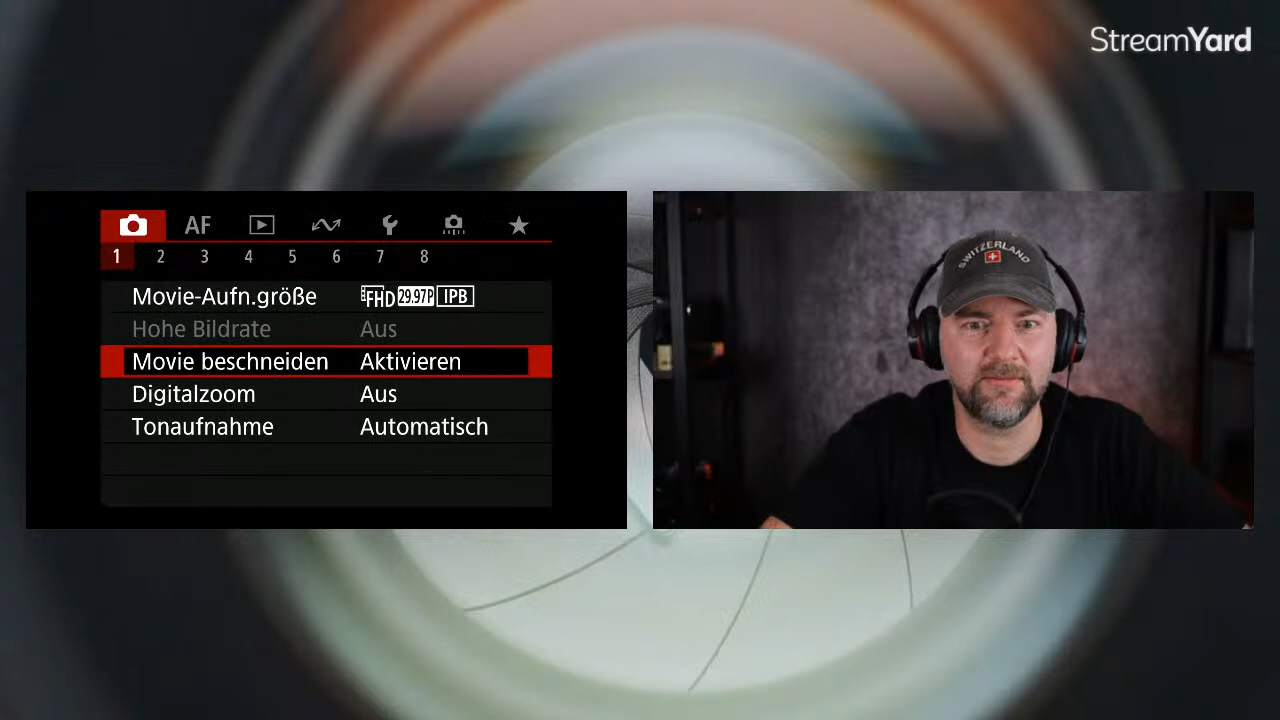 StreamYard
AF
1 2 3 4 5 6 7 8
Movie-Aufn.größe FHD 29.97P IPB
Hohe Bildrate Aus
Movie beschneiden Aktivieren
Digitalzoom Aus
Tonaufnahme Automatisch
SWITZERLAND